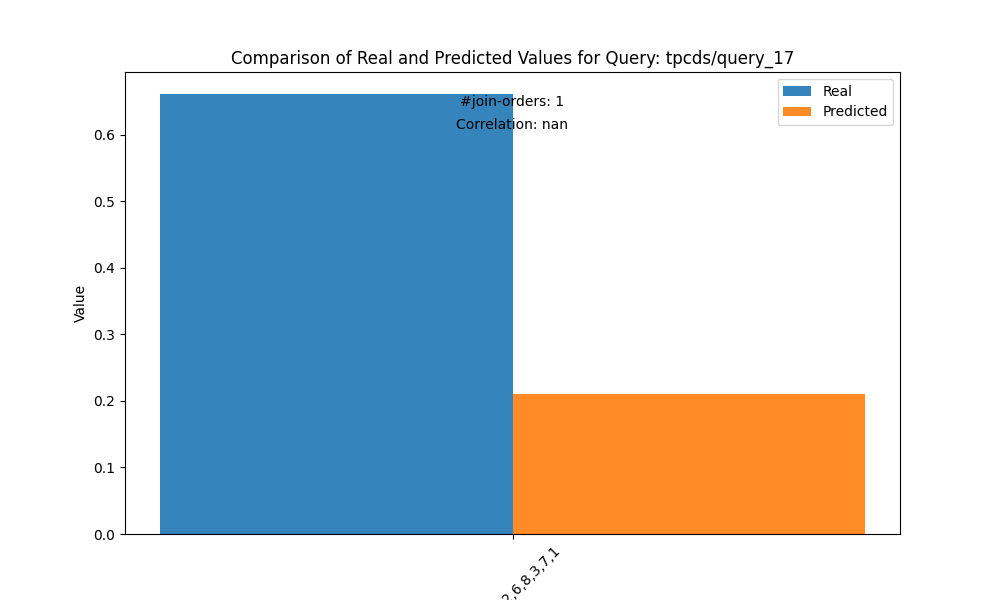 Comparison of Real and Predicted Values for Query: tpcds/query_17
#join-orders: 1
Correlation: nan
Real
Predicted
Value
0.6
0.5
0.4
0.3
0.2
0.1
0.0
2,6,8,3,7,1